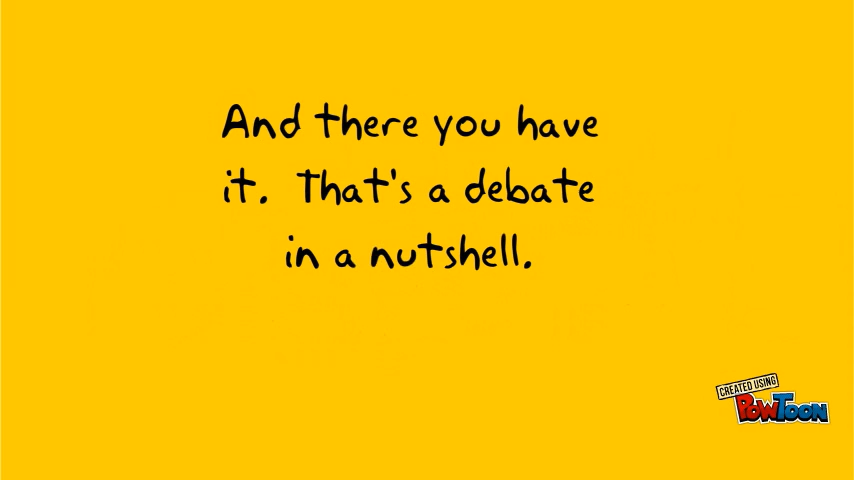 And there you have
it.  That's a debate
in a nutshell.
CREATED USING
POWTOON